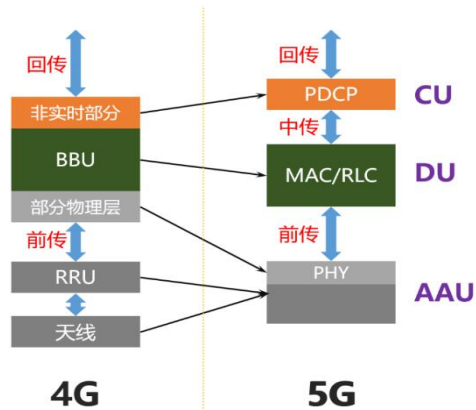 回传
非实时部分
BBU
部分物理层
前传
RRU
天线
4G
回传
PDCP
CU
中传
MAC/RLC
DU
前传
PHY
AAU
5G